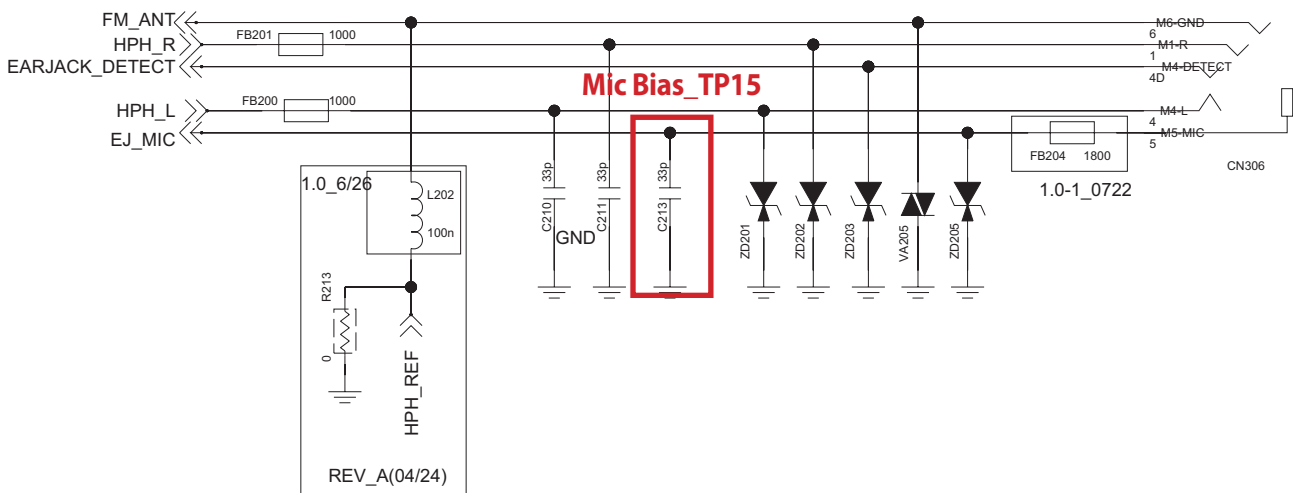 FM_ANT
M6-GND
6
FB201 1000
HPH_R
M1-R
1
EARJACK_DETECT
M4-DETECT
4D
Mic Bias_TP15
FB200 1000
HPH_L
M4-L
4
EJ_MIC
M5-MIC
5
FB204 1800
CN306
1.0-1_0722
1.0_6/26
L202
100n
33p
C210
33p
C211
33p
C213
GND
ZD201
ZD202
ZD203
VA205
ZD205
R213
0
HPH_REF
REV_A(04/24)